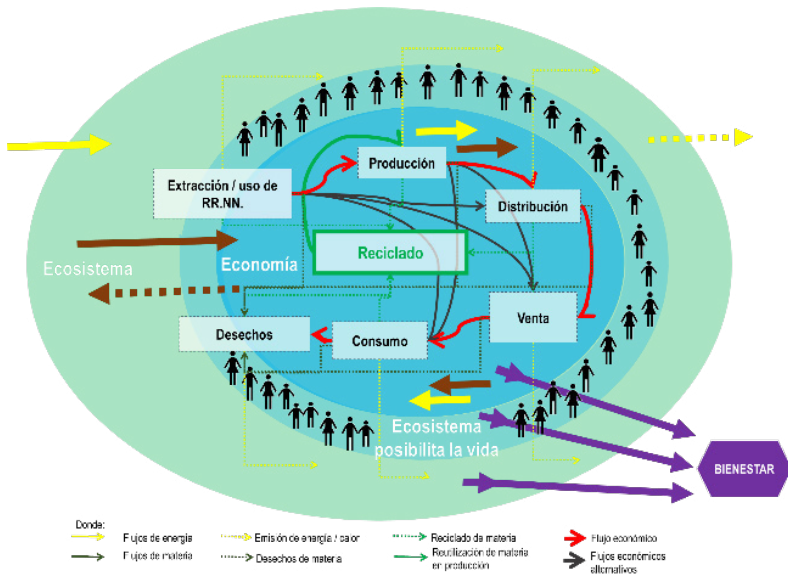 Producción
Extracción / uso de
RR.NN.
Distribución
Reciclado
Ecosistema
Economía
Venta
Desechos
Consumo
Ecosistema
posibilita la vida
BIENESTAR
Donde:
Flujos de energía
Emisión de energía / calor
Reciclado de materia
Flujo económico
Flujos de materia
Desechos de materia
Reutilización de materia
en producción
Flujos económicos
alternativos